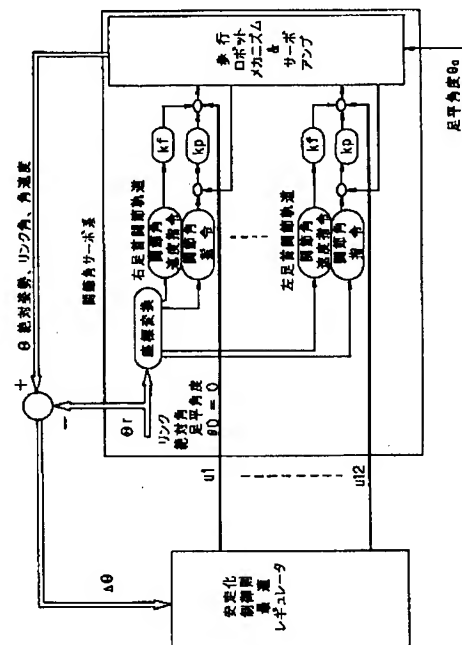 θ 絶対姿勢、リンク角、角速度
+
-
Δθ
関節角サーボ系
θr
リンク
絶対角
足平角度
θD = 0
座標変換
右足首関節軌道
関節角
速度指令
関節角
指令
kf
kp
左足首関節軌道
関節角
速度指令
関節角
指令
kf
kp
歩行
ロボット
メカニズム
&
サーボ
アンプ
足平角度θa
u1
u12
安定化
制御則
最適
レギュレータ